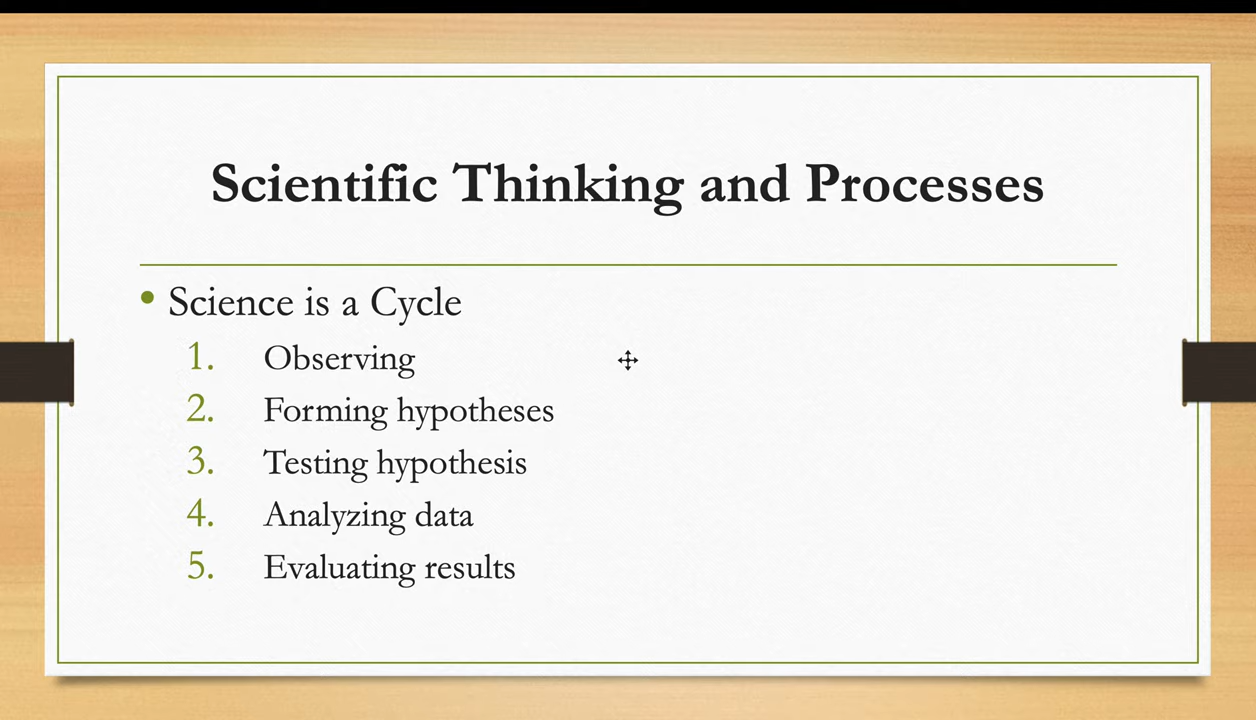 Scientific Thinking and Processes
• Science is a Cycle
1. Observing
2. Forming hypotheses
3. Testing hypothesis
4. Analyzing data
5. Evaluating results